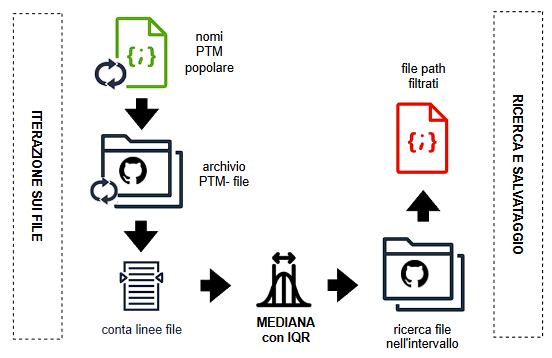 ITERAZIONE SUI FILE
nomi
PTM
popolare
{;}
archivio
PTM- file
conta linee file
MEDIANA
con IQR
ricerca file
nell'intervallo
file path
filtrati
{;}
RICERCA E SALVATAGGIO